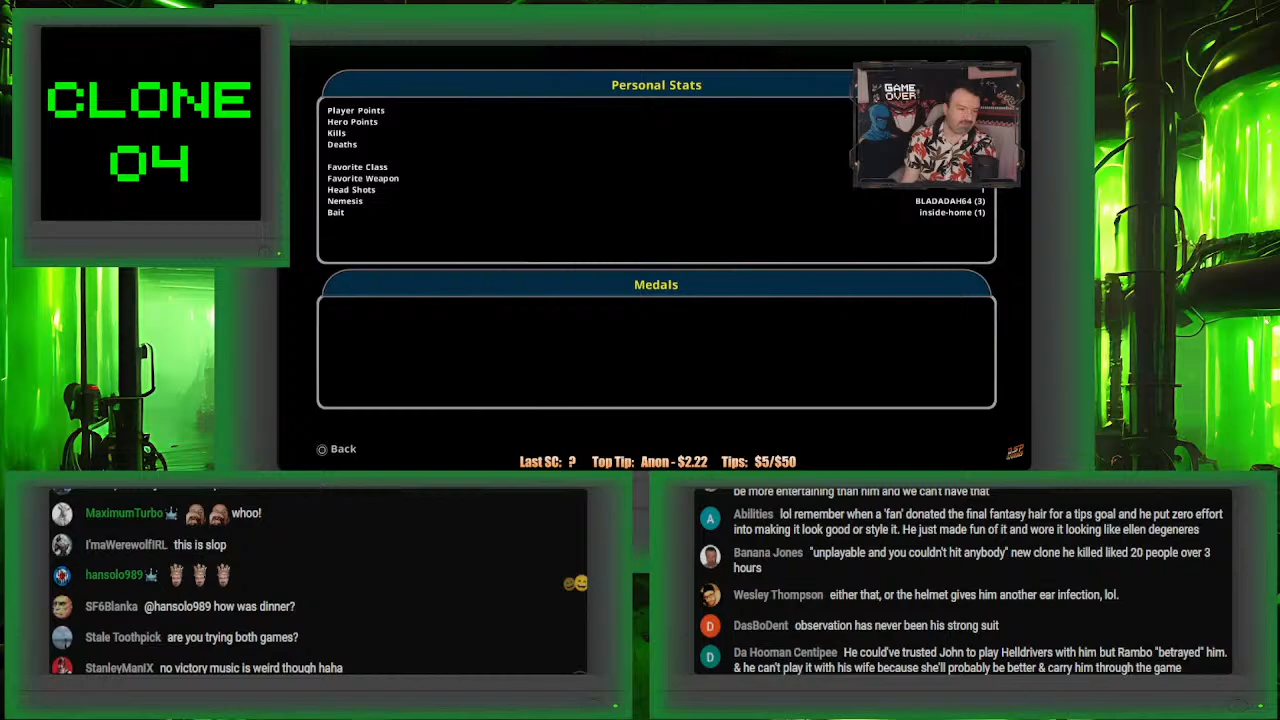 CLONE
04
Personal Stats
GAME
OVER
Player Points
Hero Points
Kills
Deaths
Favorite Class
Favorite Weapon
Head Shots
Nemesis BLADADAH64 (3)
Bait inside-home (1)
Medals
Back
Last SC: ? Top Tip: Anon - $2.22 Tips: $5/$50
MaximumTurbo whoo!
I'maWerewolfIRL this is slop
hansolo989
SF6Blanka @hansolo989 how was dinner?
Stale Toothpick are you trying both games?
StanleyManIX no victory music is weird though haha
be more entertaining than him and we can't have that
A Abilities lol remember when a 'fan' donated the final fantasy hair for a tips goal and he put zero effort
into making it look good or style it. He just made fun of it and wore it looking like ellen degeneres
Banana Jones "unplayable and you couldn't hit anybody" new clone he killed liked 20 people over 3
hours
Wesley Thompson either that, or the helmet gives him another ear infection, lol.
D DasBoDent observation has never been his strong suit
D Da Hooman Centipee He could've trusted John to play Helldrivers with him but Rambo "betrayed" him.
& he can't play it with his wife because she'll probably be better & carry him through the game